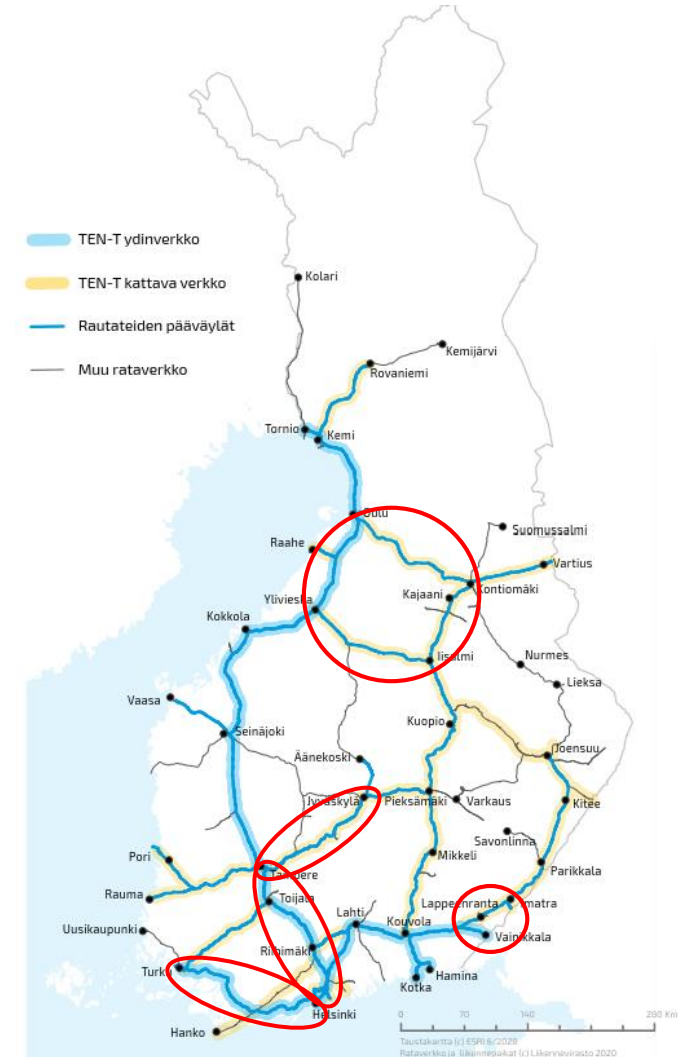 TEN-T ydinverkko
TEN-T kattava verkko
Rautateiden pääväylät
Muu rataverkko
Kolari
Kemijärvi
Rovaniemi
Tornio
Kemi
Oulu
Suomussalmi
Raahe
Vartius
Kontiomäki
Kajaani
Ylivieska
Kokkola
Iisalmi
Nurmes
Lieksa
Vaasa
Kuopio
Seinäjoki
Joensuu
Äänekoski
Jyväskylä
Pieksämäki
Varkaus
Kitee
Savonlinna
Pori
Mikkeli
Parikkala
Tampere
Rauma
Toijala
Imatra
Lappeenranta
Lahti
Kouvola
Uusikaupunki
Vainikkala
Riihimäki
Turku
Hamina
Kotka
Helsinki
Hanko
0 70 140 280 Km
Taustakartta (c) ESRI 6/2020
Rataverkko ja liikennepaikat (c) Liikennevirasto 2020